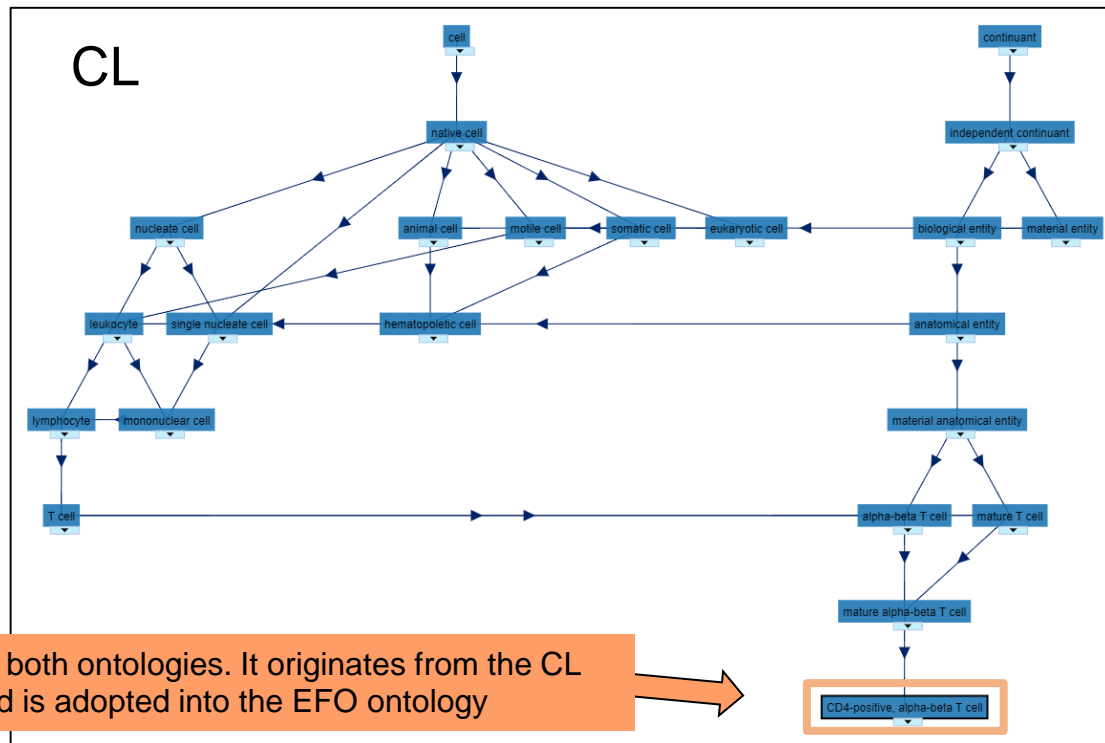 CL
cell
continuant
native cell
independent continuant
nucleate cell
animal cell
motile cell
somatic cell
eukaryotic cell
biological entity
material entity
leukocyte
single nucleate cell
hematopoietic cell
anatomical entity
lymphocyte
mononuclear cell
material anatomical entity
T cell
alpha-beta T cell
mature T cell
mature alpha-beta T cell
both ontologies. It originates from the CL
d is adopted into the EFO ontology
CD4-positive, alpha-beta T cell